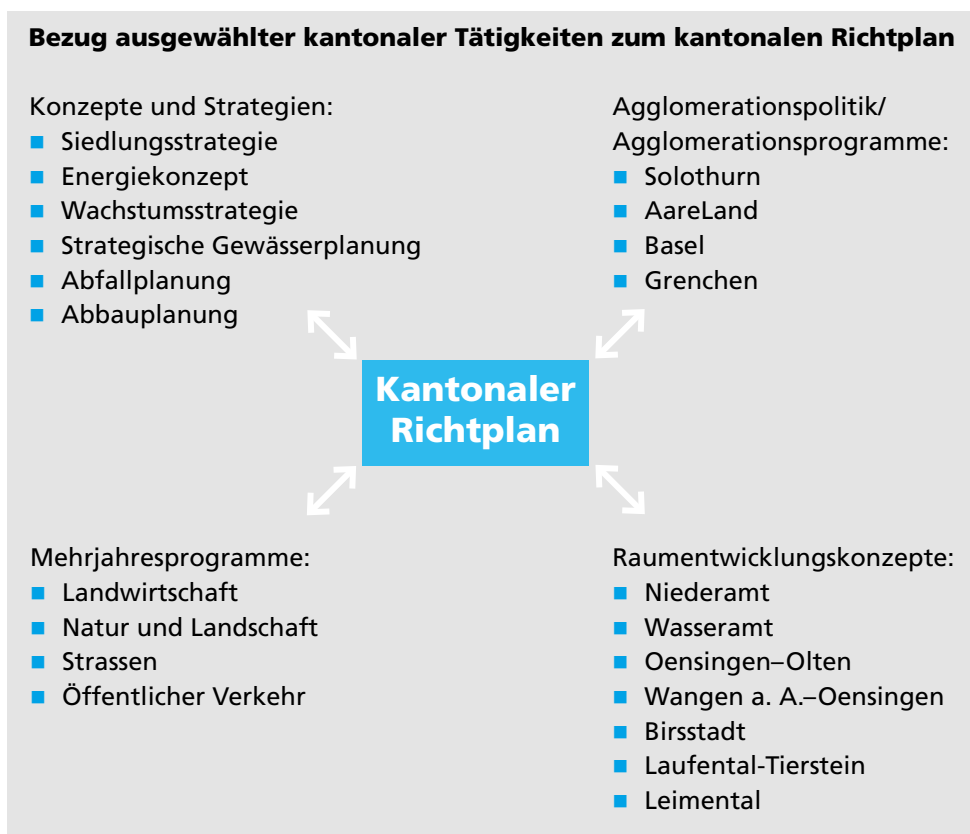 Bezug ausgewählter kantonaler Tätigkeiten zum kantonalen Richtplan
Konzepte und Strategien:
Siedlungsstrategie
Energiekonzept
Wachstumsstrategie
Strategische Gewässerplanung
Abfallplanung
Abbauplanung
Agglomerationspolitik/
Agglomerationsprogramme:
Solothurn
AareLand
Basel
Grenchen
Kantonaler
Richtplan
Mehrjahresprogramme:
Landwirtschaft
Natur und Landschaft
Strassen
Öffentlicher Verkehr
Raumentwicklungskonzepte:
Niederamt
Wasseramt
Oensingen–Olten
Wangen a. A.–Oensingen
Birsstadt
Laufental-Tierstein
Leimental